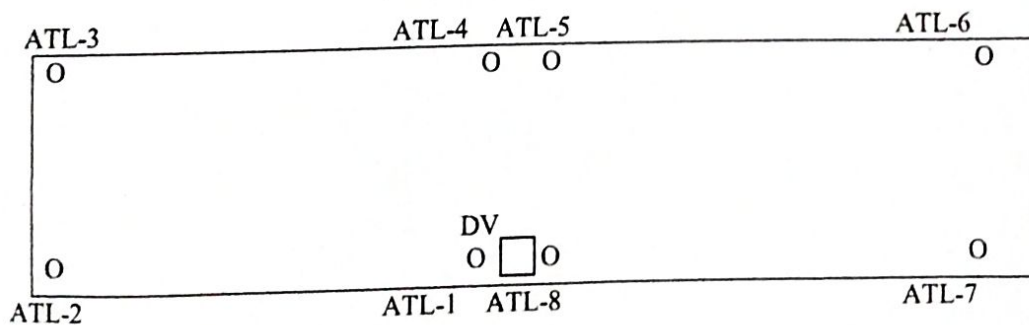 ATL-3 ATL-4 ATL-5 ATL-6
O O O O
DV
O O O O
ATL-2 ATL-1 ATL-8 ATL-7